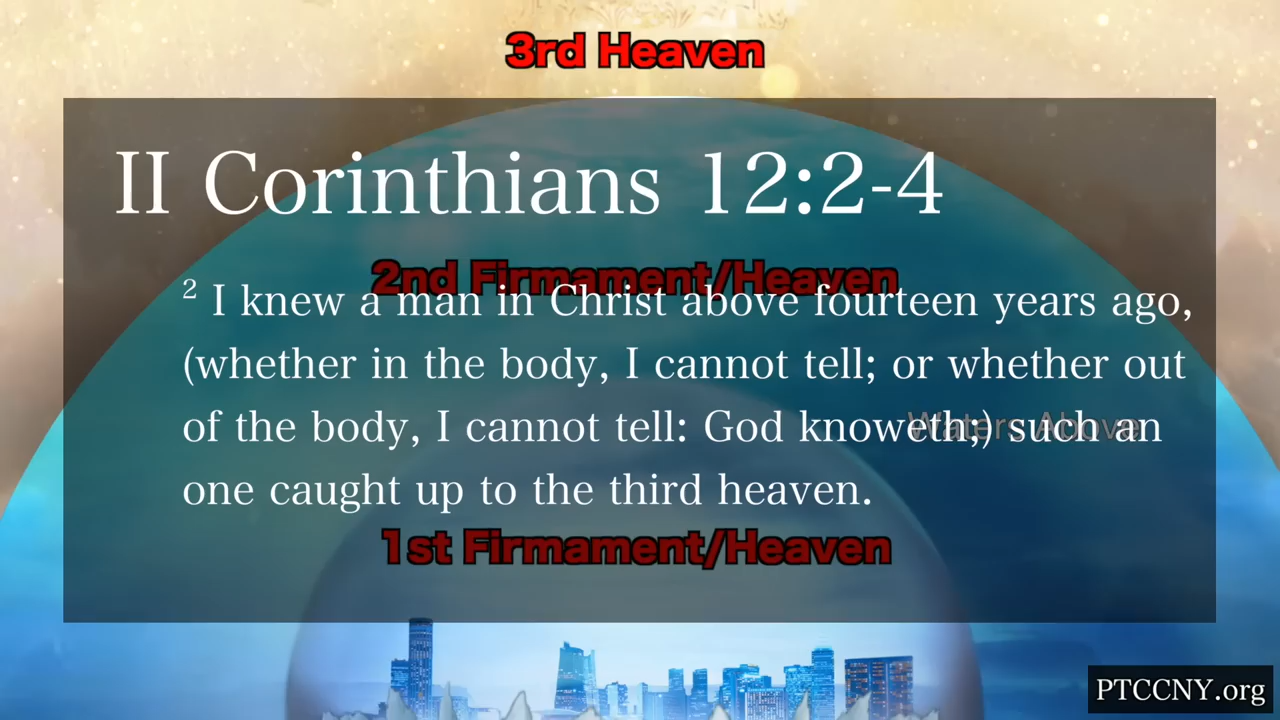 3rd Heaven
II Corinthians 12:2-4
2nd Firmament/Heaven
2 I knew a man in Christ above fourteen years ago,
(whether in the body, I cannot tell; or whether out
of the body, I cannot tell: God knoweth;) such an
Waters Above
one caught up to the third heaven.
1st Firmament/Heaven
PTCCNY.org